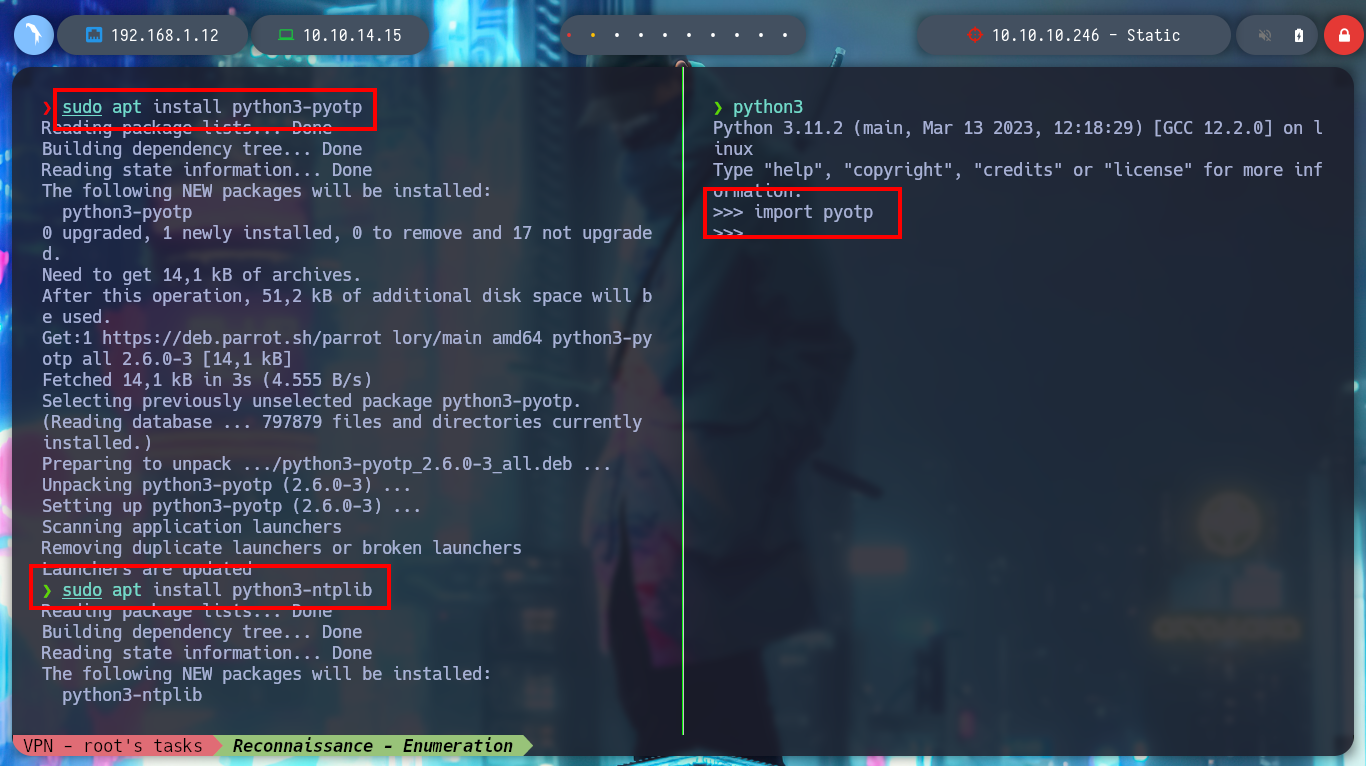 192.168.1.12
10.10.14.15
10.10.10.246 - Static
❯ sudo apt install python3-pyotp
Reading package lists... Done
Building dependency tree... Done
Reading state information... Done
The following NEW packages will be installed:
  python3-pyotp
0 upgraded, 1 newly installed, 0 to remove and 17 not upgrade
d.
Need to get 14,1 kB of archives.
After this operation, 51,2 kB of additional disk space will b
e used.
Get:1 https://deb.parrot.sh/parrot lory/main amd64 python3-py
otp all 2.6.0-3 [14,1 kB]
Fetched 14,1 kB in 3s (4.555 B/s)
Selecting previously unselected package python3-pyotp.
(Reading database ... 797879 files and directories currently
installed.)
Preparing to unpack .../python3-pyotp_2.6.0-3_all.deb ...
Unpacking python3-pyotp (2.6.0-3) ...
Setting up python3-pyotp (2.6.0-3) ...
Scanning application launchers
Removing duplicate launchers or broken launchers
Launchers are updated
❯ sudo apt install python3-ntplib
Reading package lists... Done
Building dependency tree... Done
Reading state information... Done
The following NEW packages will be installed:
  python3-ntplib
❯ python3
Python 3.11.2 (main, Mar 13 2023, 12:18:29) [GCC 12.2.0] on l
inux
Type "help", "copyright", "credits" or "license" for more inf
ormation.
>>> import pyotp
>>>
VPN - root's tasks
Reconnaissance - Enumeration